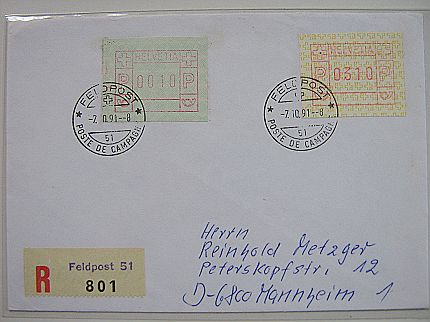 HELVETIA
P 0010 P
HELVETIA
P 0310 P
FELDPOST
-7.10.91--8
51
POSTE DE CAMPAGNE
FELDPOST
-7.10.91--8
51
POSTE DE CAMPAGNE
Herrn
Reinhold Metzger
Peterskopfstr. 12
D-6800 Mannheim 1
R
Feldpost 51
801